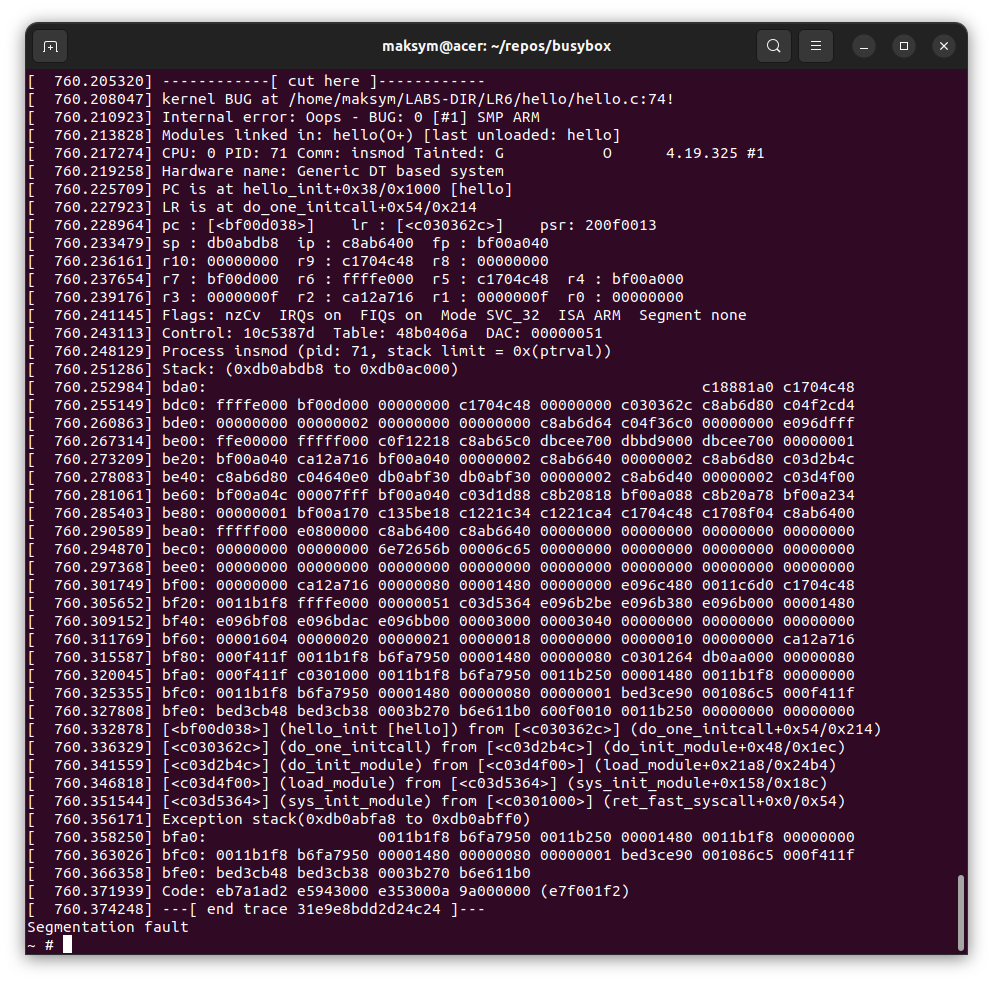 maksym@acer: ~/repos/busybox
[  760.205320] ------------[ cut here ]------------
[  760.208047] kernel BUG at /home/maksym/LABS-DIR/LR6/hello/hello.c:74!
[  760.210923] Internal error: Oops - BUG: 0 [#1] SMP ARM
[  760.213828] Modules linked in: hello(O+) [last unloaded: hello]
[  760.217274] CPU: 0 PID: 71 Comm: insmod Tainted: G           O      4.19.325 #1
[  760.219258] Hardware name: Generic DT based system
[  760.225709] PC is at hello_init+0x38/0x1000 [hello]
[  760.227923] LR is at do_one_initcall+0x54/0x214
[  760.228964] pc : [<bf00d038>]    lr : [<c030362c>]    psr: 200f0013
[  760.233479] sp : db0abdb8  ip : c8ab6400  fp : bf00a040
[  760.236161] r10: 00000000  r9 : c1704c48  r8 : 00000000
[  760.237654] r7 : bf00d000  r6 : ffffe000  r5 : c1704c48  r4 : bf00a000
[  760.239176] r3 : 0000000f  r2 : ca12a716  r1 : 0000000f  r0 : 00000000
[  760.241145] Flags: nzCv  IRQs on  FIQs on  Mode SVC_32  ISA ARM  Segment none
[  760.243113] Control: 10c5387d  Table: 48b0406a  DAC: 00000051
[  760.248129] Process insmod (pid: 71, stack limit = 0x(ptrval))
[  760.251286] Stack: (0xdb0abdb8 to 0xdb0ac000)
[  760.252984] bda0:                                                       c18881a0 c1704c48
[  760.255149] bdc0: ffffe000 bf00d000 00000000 c1704c48 00000000 c030362c c8ab6d80 c04f2cd4
[  760.260863] bde0: 00000000 00000002 00000000 00000000 c8ab6d64 c04f36c0 00000000 e096dfff
[  760.267314] be00: ffe00000 fffff000 c0f12218 c8ab65c0 dbcee700 dbbd9000 dbcee700 00000001
[  760.273209] be20: bf00a040 ca12a716 bf00a040 00000002 c8ab6640 00000002 c8ab6d80 c03d2b4c
[  760.278083] be40: c8ab6d80 c04640e0 db0abf30 db0abf30 00000002 c8ab6d40 00000002 c03d4f00
[  760.281061] be60: bf00a04c 00007fff bf00a040 c03d1d88 c8b20818 bf00a088 c8b20a78 bf00a234
[  760.285403] be80: 00000001 bf00a170 c135be18 c1221c34 c1221ca4 c1704c48 c1708f04 c8ab6400
[  760.290589] bea0: fffff000 e0800000 c8ab6400 c8ab6640 00000000 00000000 00000000 00000000
[  760.294870] bec0: 00000000 00000000 6e72656b 00006c65 00000000 00000000 00000000 00000000
[  760.297368] bee0: 00000000 00000000 00000000 00000000 00000000 00000000 00000000 00000000
[  760.301749] bf00: 00000000 ca12a716 00000080 00001480 00000000 e096c480 0011c6d0 c1704c48
[  760.305652] bf20: 0011b1f8 ffffe000 00000051 c03d5364 e096b2be e096b380 e096b000 00001480
[  760.309152] bf40: e096bf08 e096bdac e096bb00 00003000 00003040 00000000 00000000 00000000
[  760.311769] bf60: 00001604 00000020 00000021 00000018 00000000 00000010 00000000 ca12a716
[  760.315587] bf80: 000f411f 0011b1f8 b6fa7950 00001480 00000080 c0301264 db0aa000 00000080
[  760.320045] bfa0: 000f411f c0301000 0011b1f8 b6fa7950 0011b250 00001480 0011b1f8 00000000
[  760.325355] bfc0: 0011b1f8 b6fa7950 00001480 00000080 00000001 bed3ce90 001086c5 000f411f
[  760.327808] bfe0: bed3cb48 bed3cb38 0003b270 b6e611b0 600f0010 0011b250 00000000 00000000
[  760.332878] [<bf00d038>] (hello_init [hello]) from [<c030362c>] (do_one_initcall+0x54/0x214)
[  760.336329] [<c030362c>] (do_one_initcall) from [<c03d2b4c>] (do_init_module+0x48/0x1ec)
[  760.341559] [<c03d2b4c>] (do_init_module) from [<c03d4f00>] (load_module+0x21a8/0x24b4)
[  760.346818] [<c03d4f00>] (load_module) from [<c03d5364>] (sys_init_module+0x158/0x18c)
[  760.351544] [<c03d5364>] (sys_init_module) from [<c0301000>] (ret_fast_syscall+0x0/0x54)
[  760.356171] Exception stack(0xdb0abfa8 to 0xdb0abff0)
[  760.358250] bfa0:                   0011b1f8 b6fa7950 0011b250 00001480 0011b1f8 00000000
[  760.363026] bfc0: 0011b1f8 b6fa7950 00001480 00000080 00000001 bed3ce90 001086c5 000f411f
[  760.366358] bfe0: bed3cb48 bed3cb38 0003b270 b6e611b0
[  760.371939] Code: eb7a1ad2 e5943000 e353000a 9a000000 (e7f001f2)
[  760.374248] ---[ end trace 31e9e8bdd2d24c24 ]---
Segmentation fault
~ #